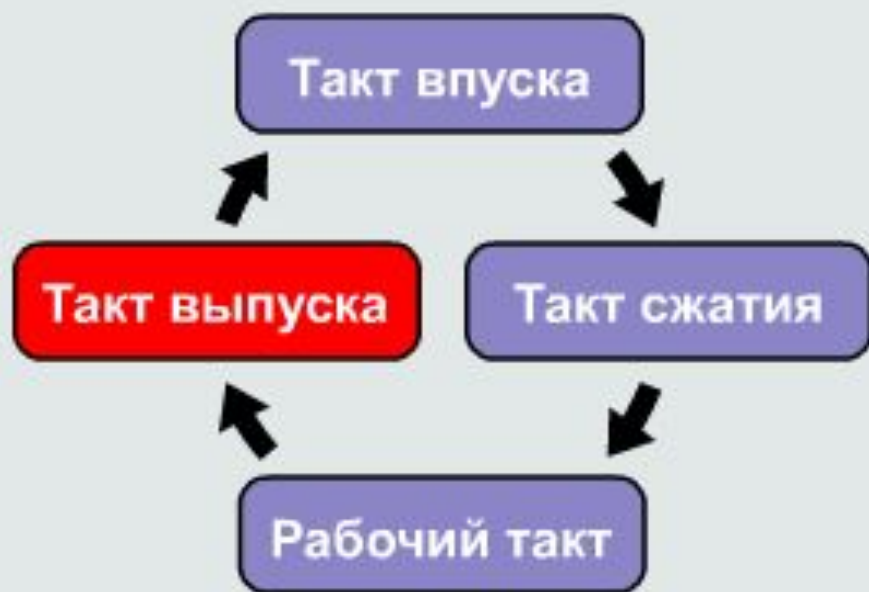 Такт впуска
Такт выпуска
Такт сжатия
Рабочий такт